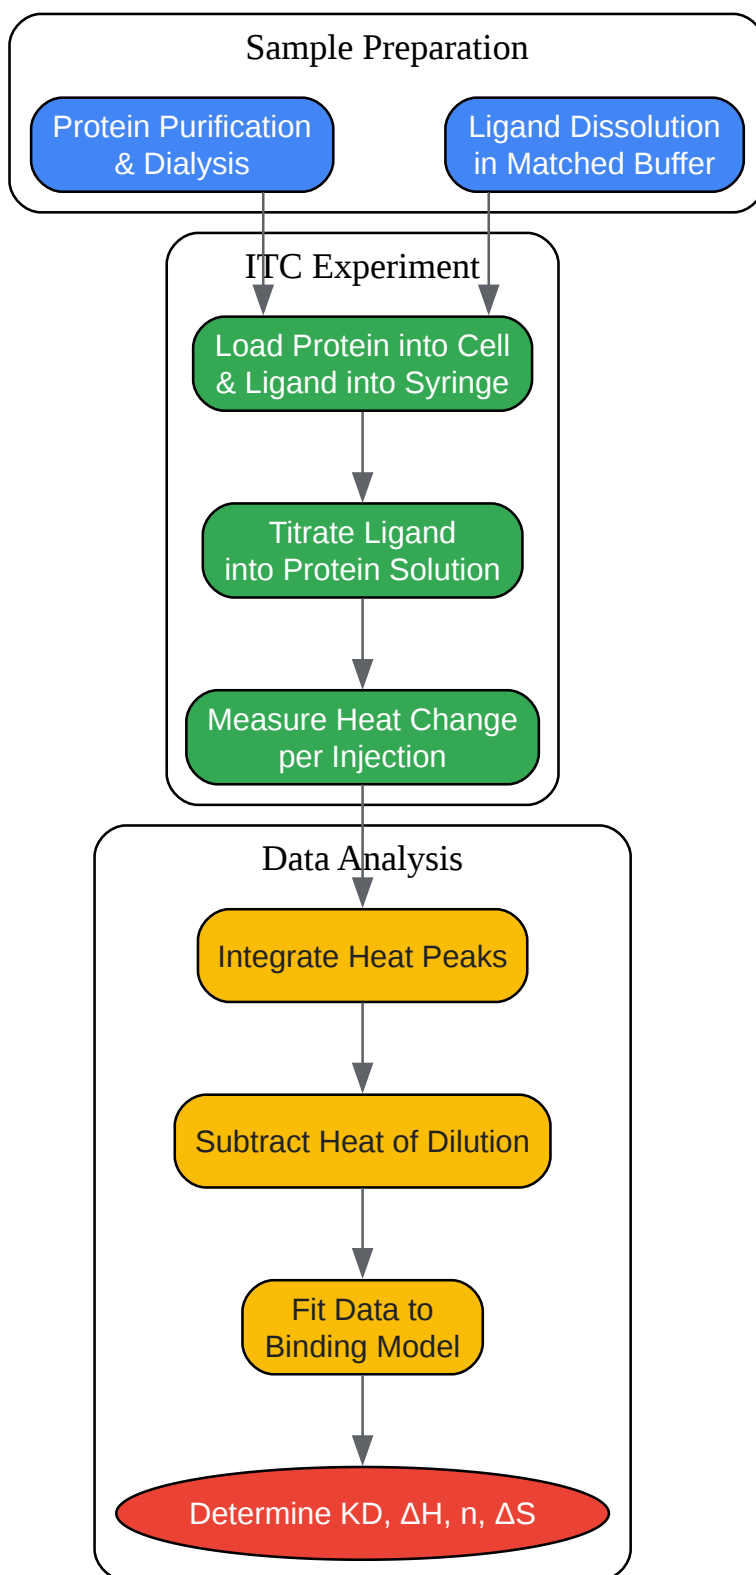 Sample Preparation
Protein Purification
& Dialysis
Ligand Dissolution
in Matched Buffer
ITC Experiment
Load Protein into Cell
& Ligand into Syringe
Titrate Ligand
into Protein Solution
Measure Heat Change
per Injection
Data Analysis
Integrate Heat Peaks
Subtract Heat of Dilution
Fit Data to
Binding Model
Determine KD, ΔH, n, ΔS